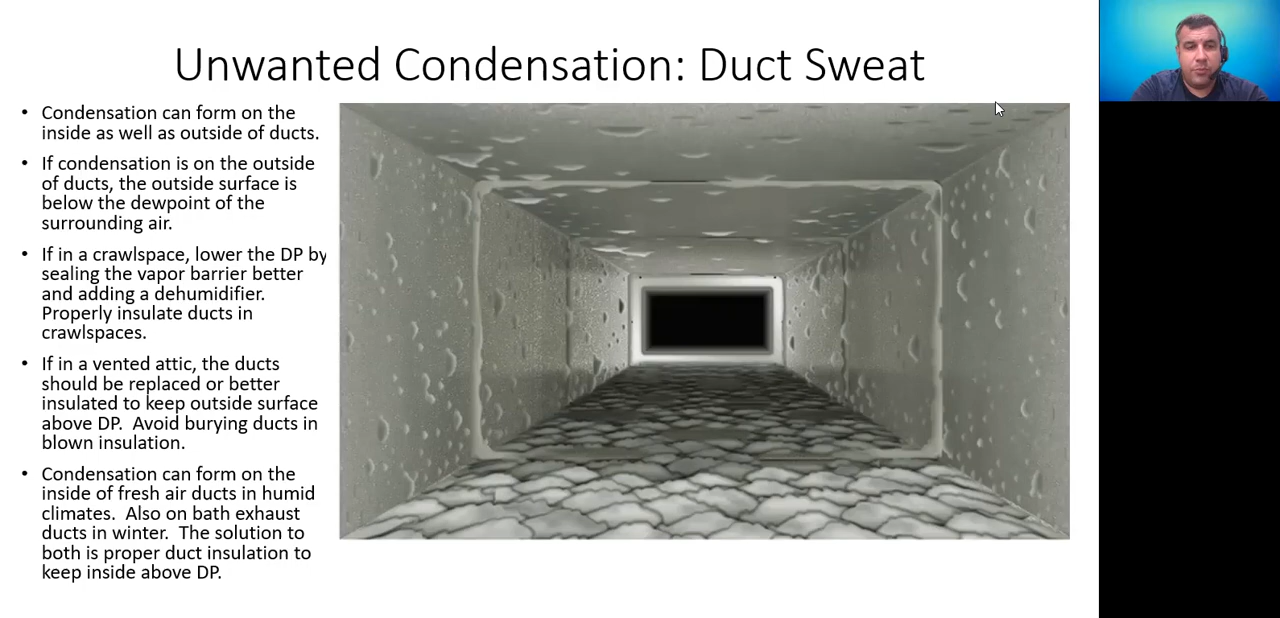 Unwanted Condensation: Duct Sweat
• Condensation can form on the
inside as well as outside of ducts.
• If condensation is on the outside
of ducts, the outside surface is
below the dewpoint of the
surrounding air.
• If in a crawlspace, lower the DP by
sealing the vapor barrier better
and adding a dehumidifier.
Properly insulate ducts in
crawlspaces.
• If in a vented attic, the ducts
should be replaced or better
insulated to keep outside surface
above DP.  Avoid burying ducts in
blown insulation.
• Condensation can form on the
inside of fresh air ducts in humid
climates.  Also on bath exhaust
ducts in winter.  The solution to
both is proper duct insulation to
keep inside above DP.